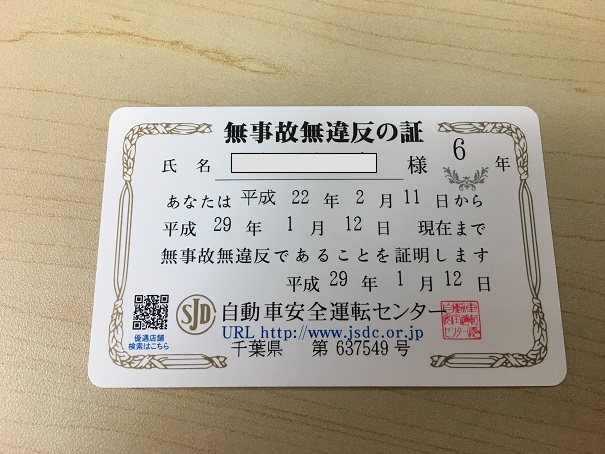 無事故無違反の証
氏名 様 6 年
あなたは 平成 22 年 2 月 11 日から
平成 29 年 1 月 12 日 現在まで
無事故無違反であることを証明します
平成 29 年 1 月 12 日
SJD 自動車安全運転センター
URL http://www.jsdc.or.jp
優遇店舗
検索はこちら
千葉県 第 637549 号